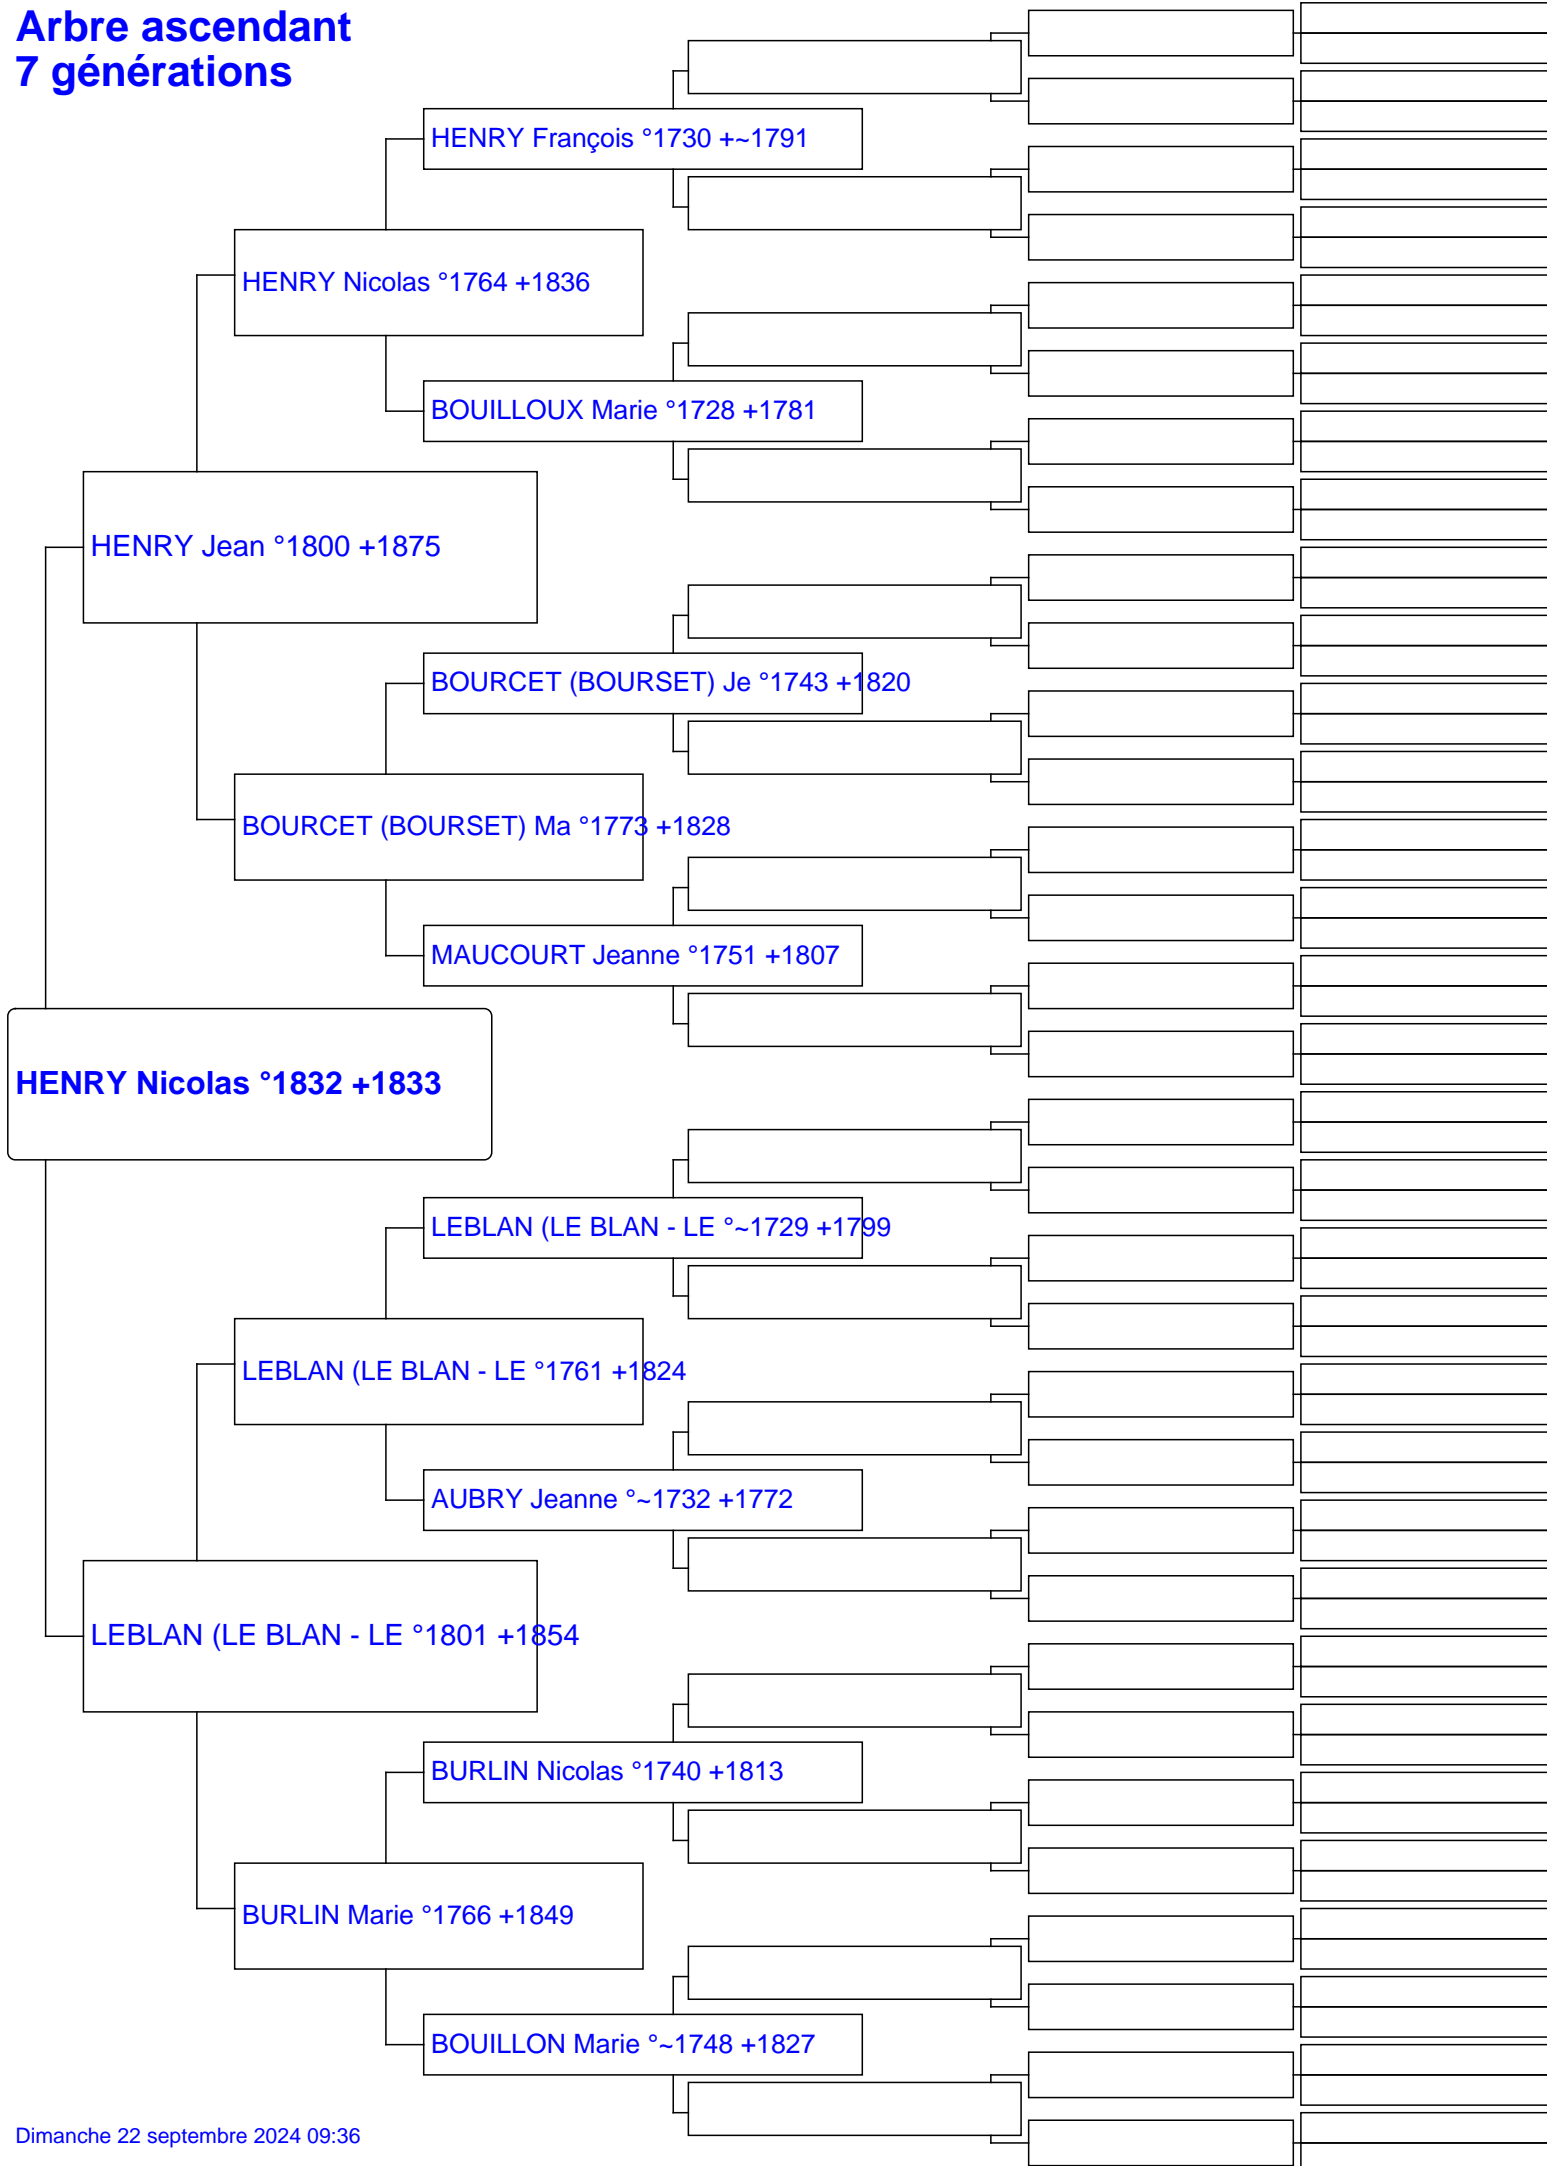 Arbre ascendant
7 générations
HENRY François °1730 +~1791
HENRY Nicolas °1764 +1836
BOUILLOUX Marie °1728 +1781
HENRY Jean °1800 +1875
BOURCET (BOURSET) Je °1743 +1820
BOURCET (BOURSET) Ma °1773 +1828
MAUCOURT Jeanne °1751 +1807
HENRY Nicolas °1832 +1833
LEBLAN (LE BLAN - LE °~1729 +1799
LEBLAN (LE BLAN - LE °1761 +1824
AUBRY Jeanne °~1732 +1772
LEBLAN (LE BLAN - LE °1801 +1854
BURLIN Nicolas °1740 +1813
BURLIN Marie °1766 +1849
BOUILLON Marie °~1748 +1827
Dimanche 22 septembre 2024 09:36